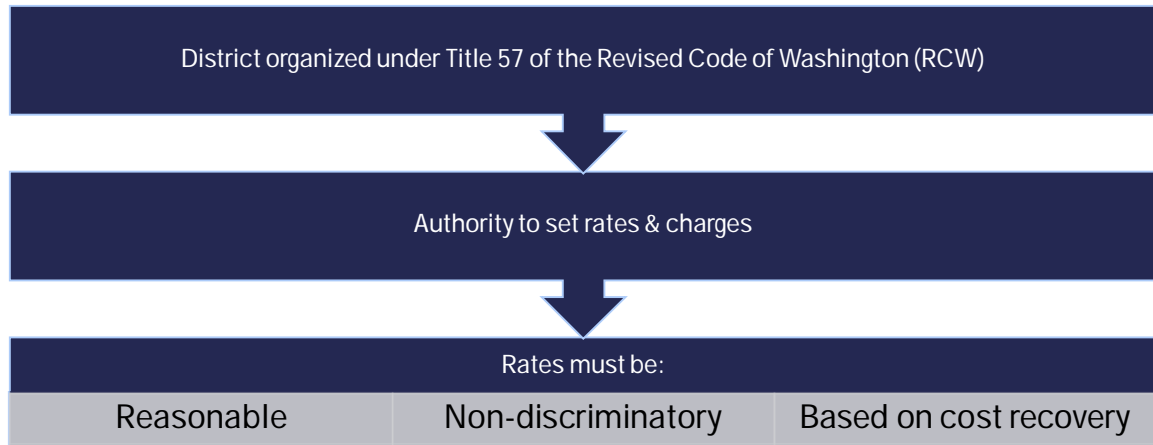 District organized under Title 57 of the Revised Code of Washington (RCW)
Authority to set rates & charges
Rates must be:
Reasonable Non-discriminatory Based on cost recovery